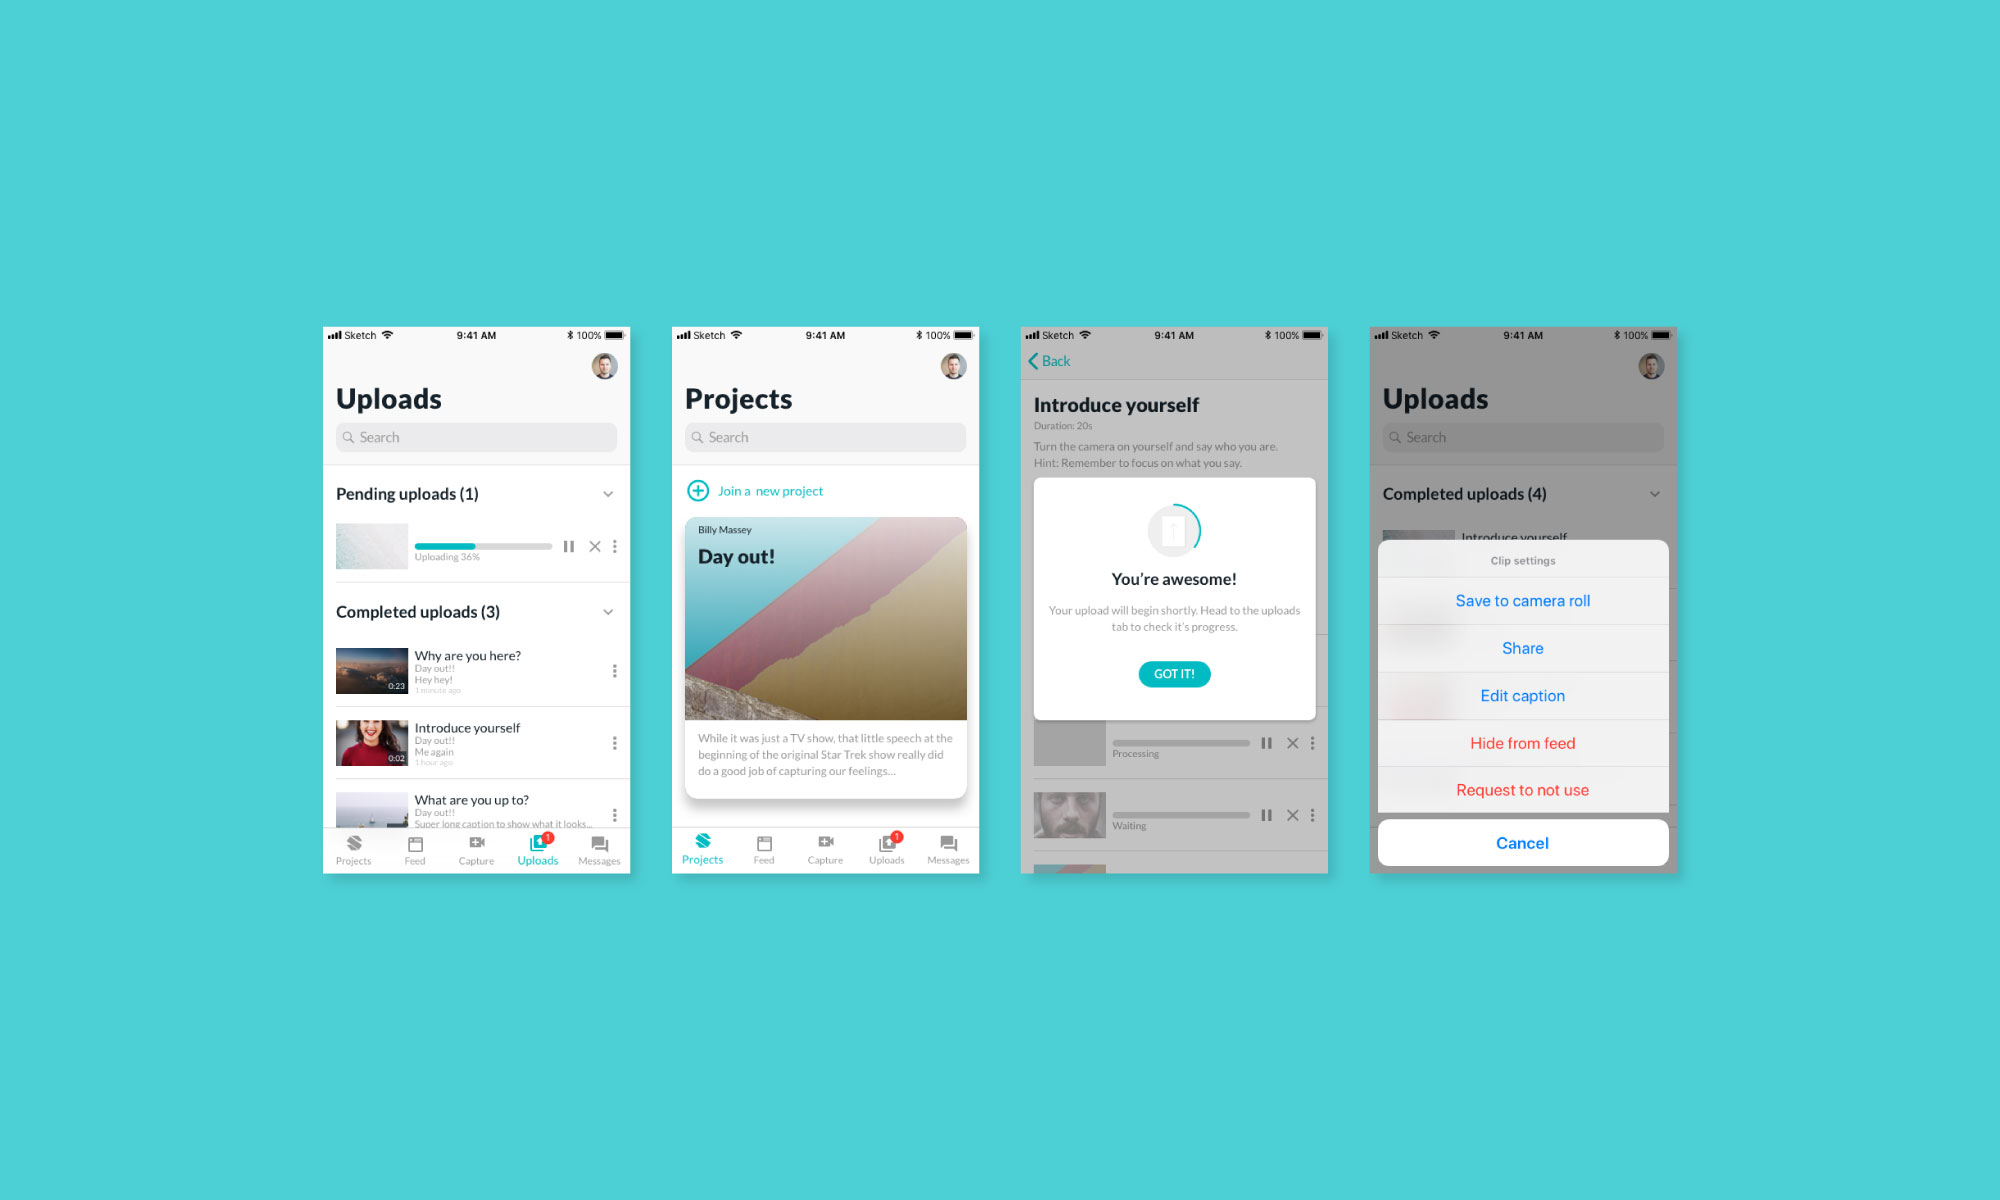 Sketch 9:41 AM 100%
Uploads
Search
Pending uploads (1)
Uploading 36%
Completed uploads (3)
Why are you here?
Day out!!
Hey hey!
1 minute ago
0:23
Introduce yourself
Day out!!
Me again
1 hour ago
0:02
What are you up to?
Day out!!
Super long caption to show what it looks...
1
Projects Feed Capture Uploads Messages
Sketch 9:41 AM 100%
Projects
Search
Join a new project
Billy Massey
Day out!
While it was just a TV show, that little speech at the
beginning of the original Star Trek show really did
do a good job of capturing our feelings...
1
Projects Feed Capture Uploads Messages
Sketch 9:41 AM 100%
Back
Introduce yourself
Duration: 20s
Turn the camera on yourself and say who you are.
Hint: Remember to focus on what you say.
You're awesome!
Your upload will begin shortly. Head to the uploads
tab to check it's progress.
GOT IT!
Processing
Waiting
Sketch 9:41 AM 100%
Uploads
Search
Completed uploads (4)
Introduce yourself
Clip settings
Save to camera roll
Share
Edit caption
Hide from feed
Request to not use
Cancel